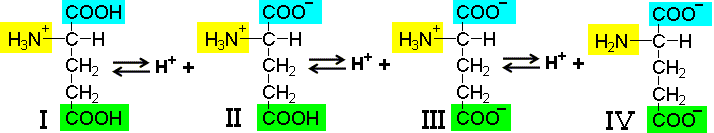 COOH COO⁻ COO⁻ COO⁻
H₃N⁺–C–H ⇌ H⁺ + H₃N⁺–C–H ⇌ H⁺ + H₃N⁺–C–H ⇌ H⁺ + H₂N–C–H
CH₂ CH₂ CH₂ CH₂
CH₂ CH₂ CH₂ CH₂
I COOH II COOH III COO⁻ IV COO⁻